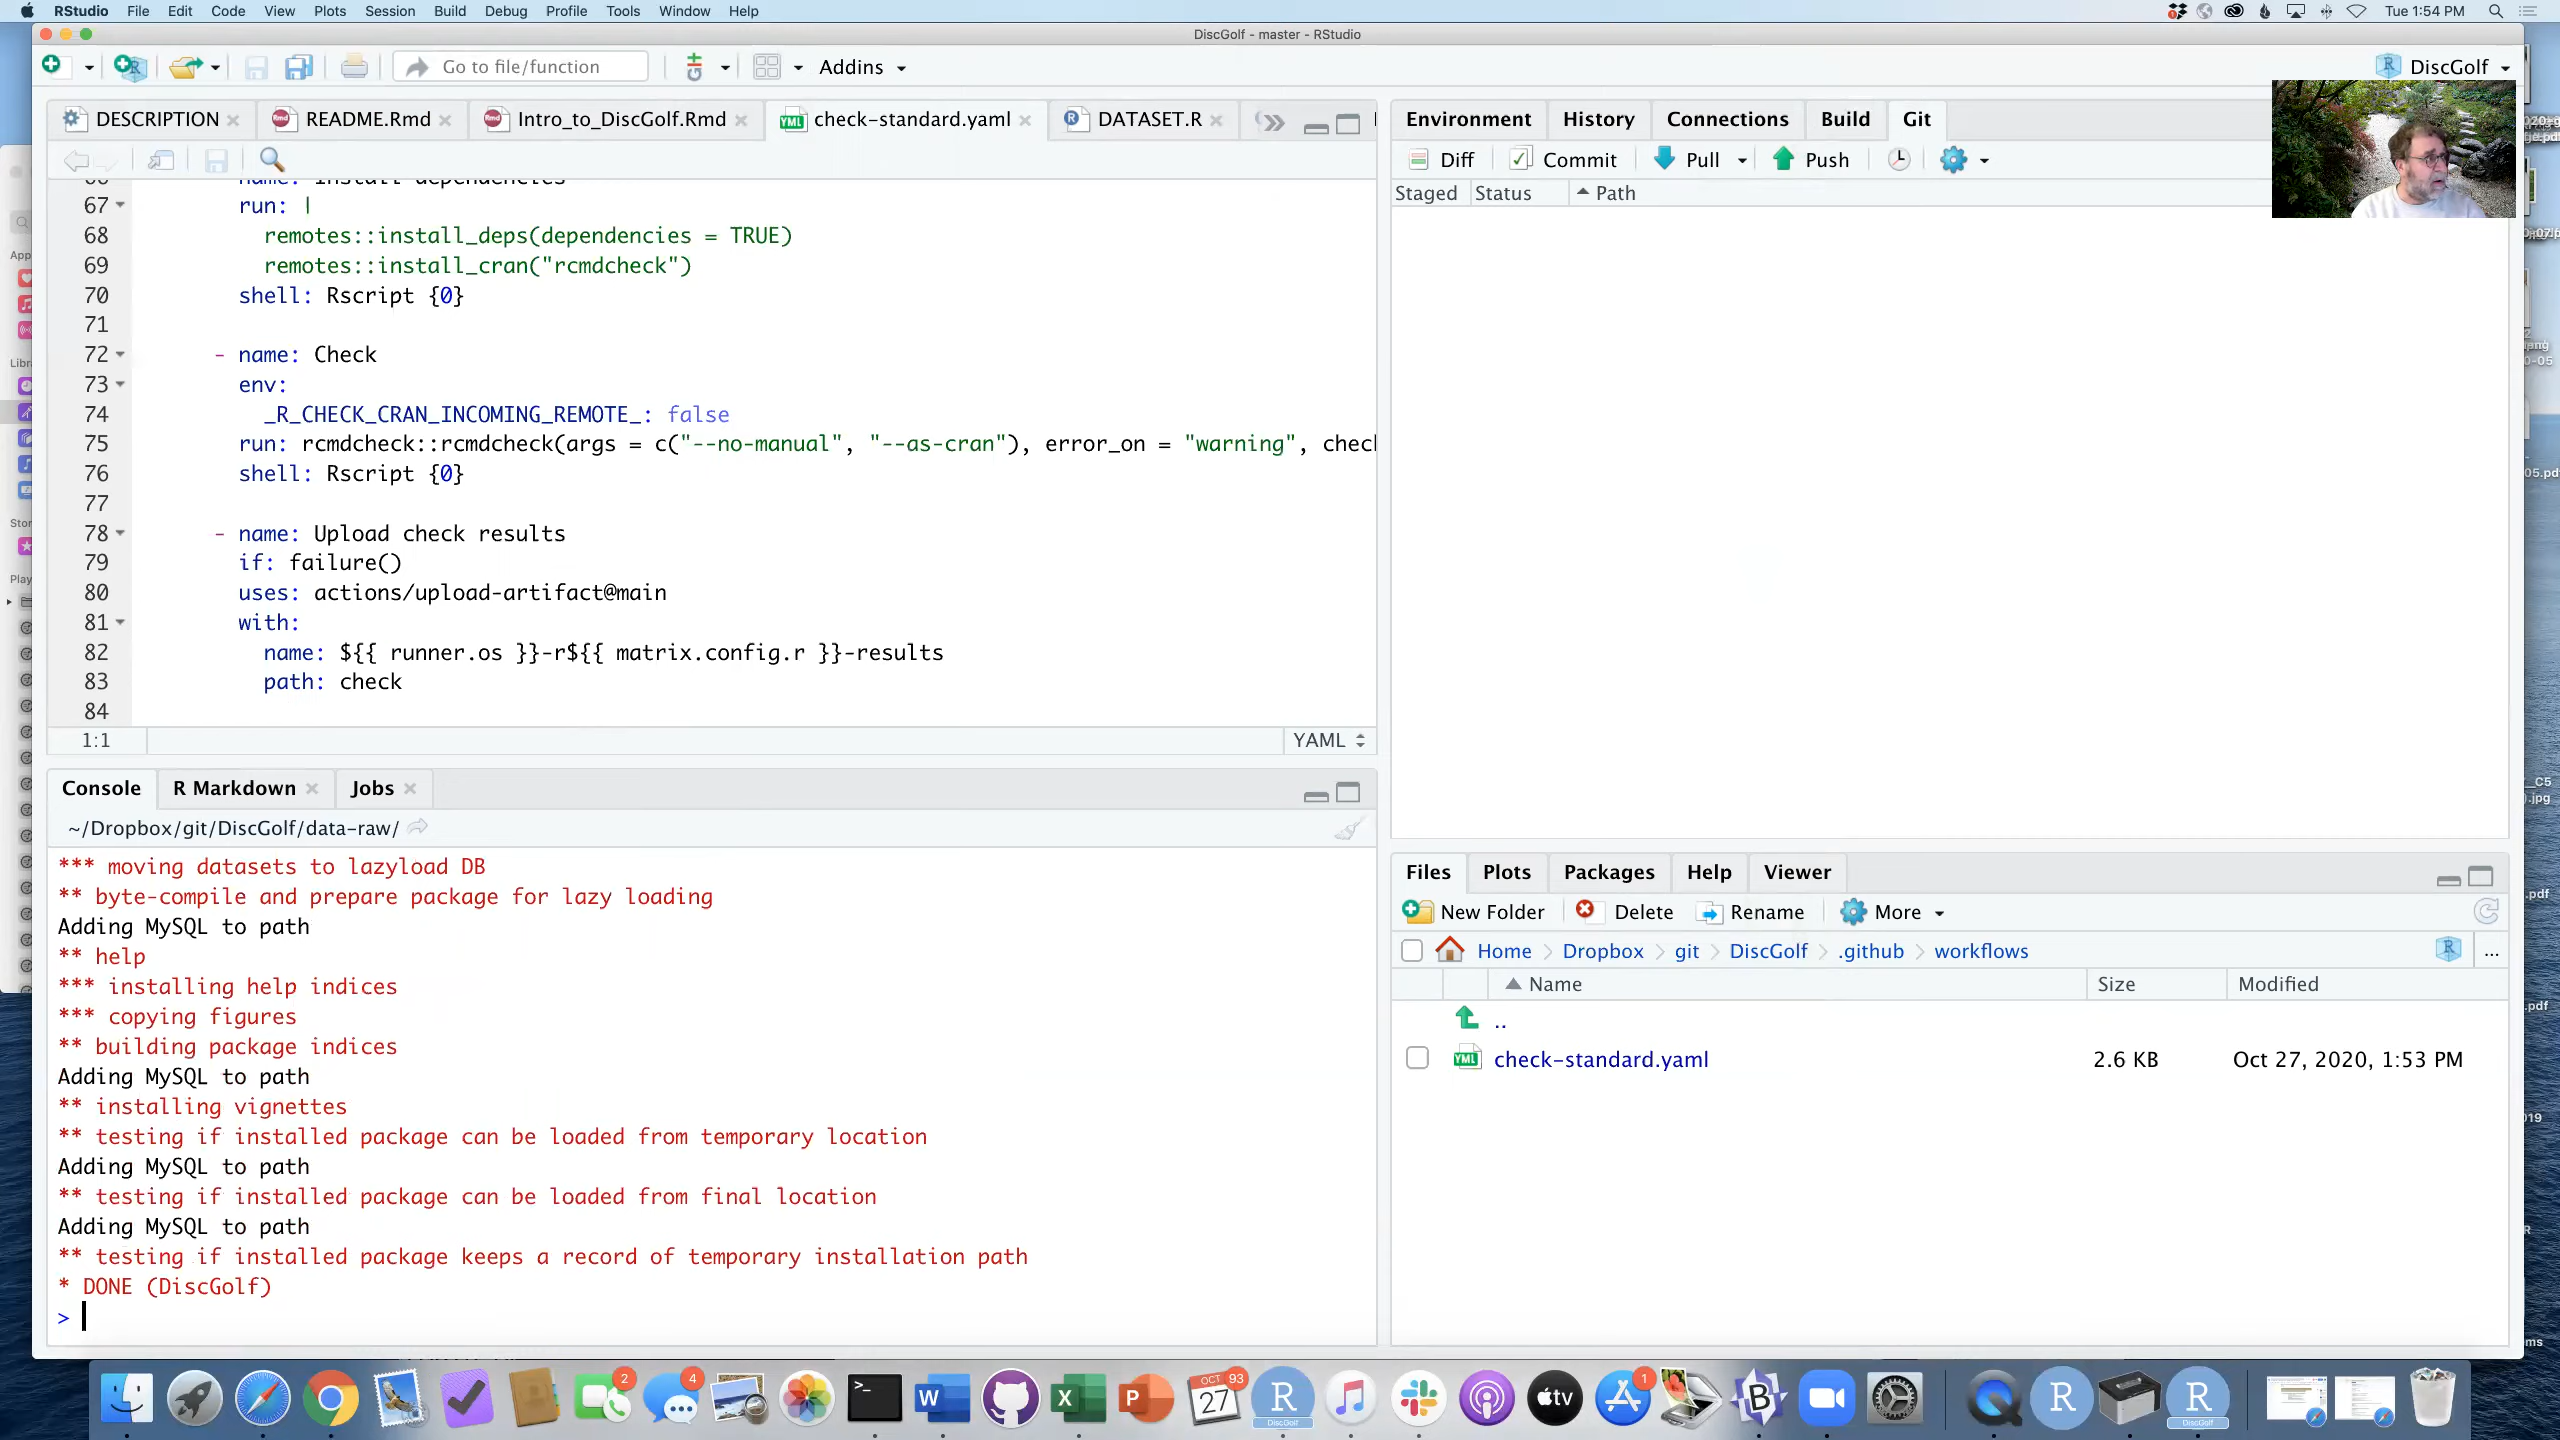 RStudio File Edit Code View Plots Session Build Debug Profile Tools Window Help Tue 1:54 PM
DiscGolf - master - RStudio
Go to file/function Addins DiscGolf
DESCRIPTION README.Rmd Intro_to_DiscGolf.Rmd check-standard.yaml DATASET.R
67 run: |
68 remotes::install_deps(dependencies = TRUE)
69 remotes::install_cran("rcmdcheck")
70 shell: Rscript {0}
71
72 - name: Check
73 env:
74 _R_CHECK_CRAN_INCOMING_REMOTE_: false
75 run: rcmdcheck::rcmdcheck(args = c("--no-manual", "--as-cran"), error_on = "warning", chec
76 shell: Rscript {0}
77
78 - name: Upload check results
79 if: failure()
80 uses: actions/upload-artifact@main
81 with:
82 name: ${{ runner.os }}-r${{ matrix.config.r }}-results
83 path: check
84
1:1 YAML
Console R Markdown Jobs
~/Dropbox/git/DiscGolf/data-raw/
*** moving datasets to lazyload DB
** byte-compile and prepare package for lazy loading
Adding MySQL to path
** help
*** installing help indices
*** copying figures
** building package indices
Adding MySQL to path
** installing vignettes
** testing if installed package can be loaded from temporary location
Adding MySQL to path
** testing if installed package can be loaded from final location
Adding MySQL to path
** testing if installed package keeps a record of temporary installation path
* DONE (DiscGolf)
>
Environment History Connections Build Git
Diff Commit Pull Push
Staged Status Path
Files Plots Packages Help Viewer
New Folder Delete Rename More
Home Dropbox git DiscGolf .github workflows
Name Size Modified
..
check-standard.yaml 2.6 KB Oct 27, 2020, 1:53 PM
2 4 OCT 27 93 1